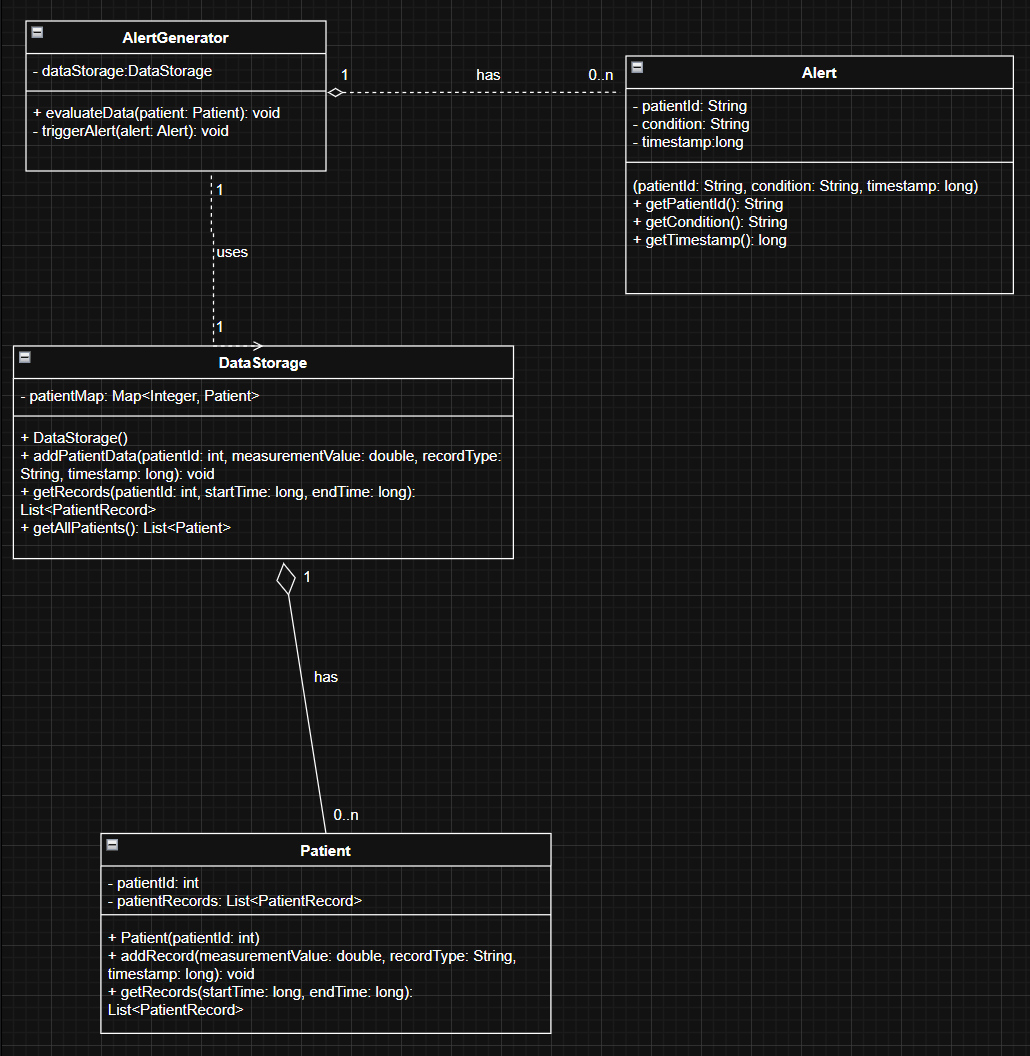 AlertGenerator
- dataStorage:DataStorage
+ evaluateData(patient: Patient): void
- triggerAlert(alert: Alert): void
1
has
0..n
Alert
- patientId: String
- condition: String
- timestamp:long
(patientId: String, condition: String, timestamp: long)
+ getPatientId(): String
+ getCondition(): String
+ getTimestamp(): long
1
uses
1
DataStorage
- patientMap: Map<Integer, Patient>
+ DataStorage()
+ addPatientData(patientId: int, measurementValue: double, recordType:
String, timestamp: long): void
+ getRecords(patientId: int, startTime: long, endTime: long):
List<PatientRecord>
+ getAllPatients(): List<Patient>
1
has
0..n
Patient
- patientId: int
- patientRecords: List<PatientRecord>
+ Patient(patientId: int)
+ addRecord(measurementValue: double, recordType: String,
timestamp: long): void
+ getRecords(startTime: long, endTime: long):
List<PatientRecord>